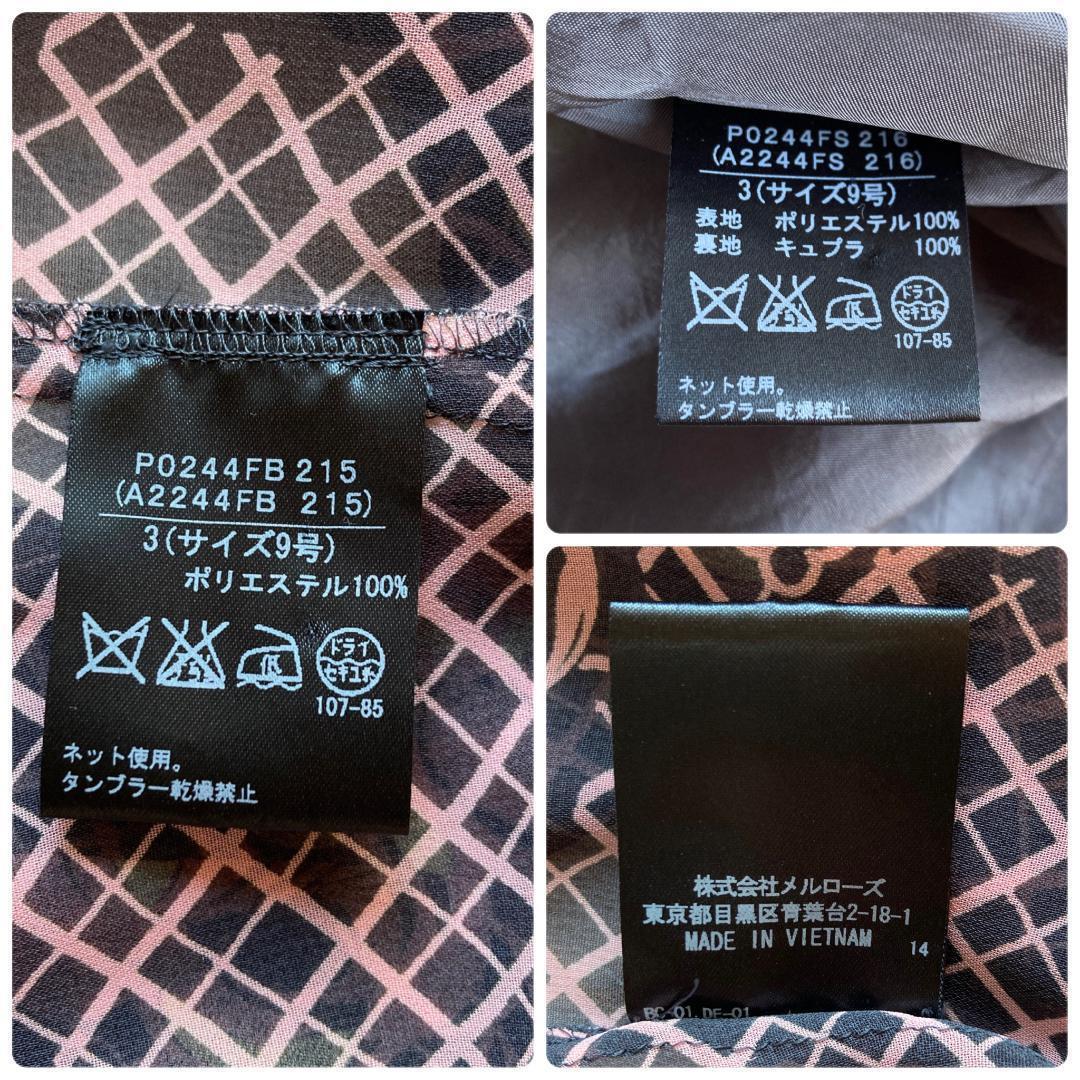 P0244FB 215
(A2244FB 215)
3(サイズ9号)
ポリエステル100%
ドライ
セキユ系
107-85
ネット使用。
タンブラー乾燥禁止
P0244FS 216
(A2244FS 216)
3(サイズ9号)
表地 ポリエステル100%
裏地 キュプラ 100%
ドライ
セキユ系
107-85
ネット使用。
タンブラー乾燥禁止
株式会社メルローズ
東京都目黒区青葉台2-18-1
MADE IN VIETNAM 14
BC-01.DF-01